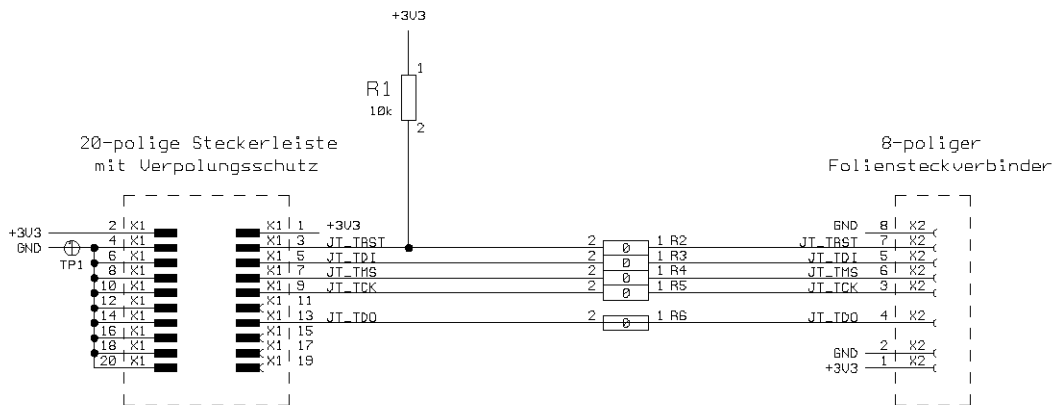 +3V3
1
R1
10k
2
20-polige Steckerleiste
mit Verpolungsschutz
8-poliger
Foliensteckverbinder
+3V3 2 X1 X1 1 +3V3 GND 8 X2
GND 4 X1 X1 3 JT_TRST 2 0 1 R2 JT_TRST 7 X2
TP1 6 X1 X1 5 JT_TDI 2 0 1 R3 JT_TDI 5 X2
8 X1 X1 7 JT_TMS 2 0 1 R4 JT_TMS 6 X2
10 X1 X1 9 JT_TCK 2 0 1 R5 JT_TCK 3 X2
12 X1 X1 11
14 X1 X1 13 JT_TDO 2 0 1 R6 JT_TDO 4 X2
16 X1 X1 15
18 X1 X1 17 GND 2 X2
20 X1 X1 19 +3V3 1 X2